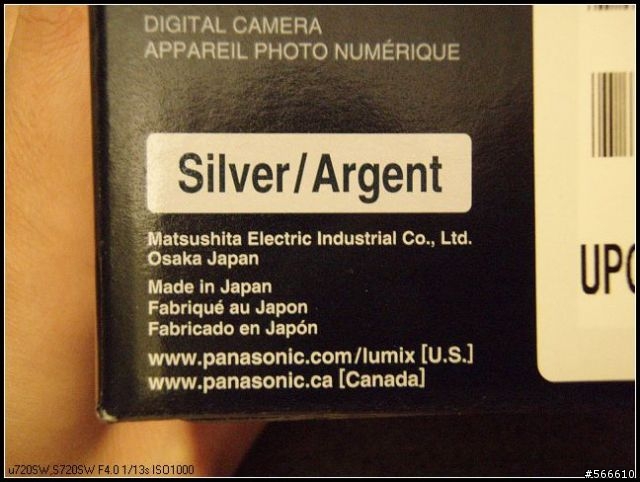 DIGITAL CAMERA
APPAREIL PHOTO NUMÉRIQUE
Silver/Argent
Matsushita Electric Industrial Co., Ltd.
Osaka Japan
Made in Japan
Fabriqué au Japon
Fabricado en Japón
www.panasonic.com/lumix [U.S.]
www.panasonic.ca [Canada]
UPC
u720SW,S720SW F4.0 1/13s ISO1000
#566610